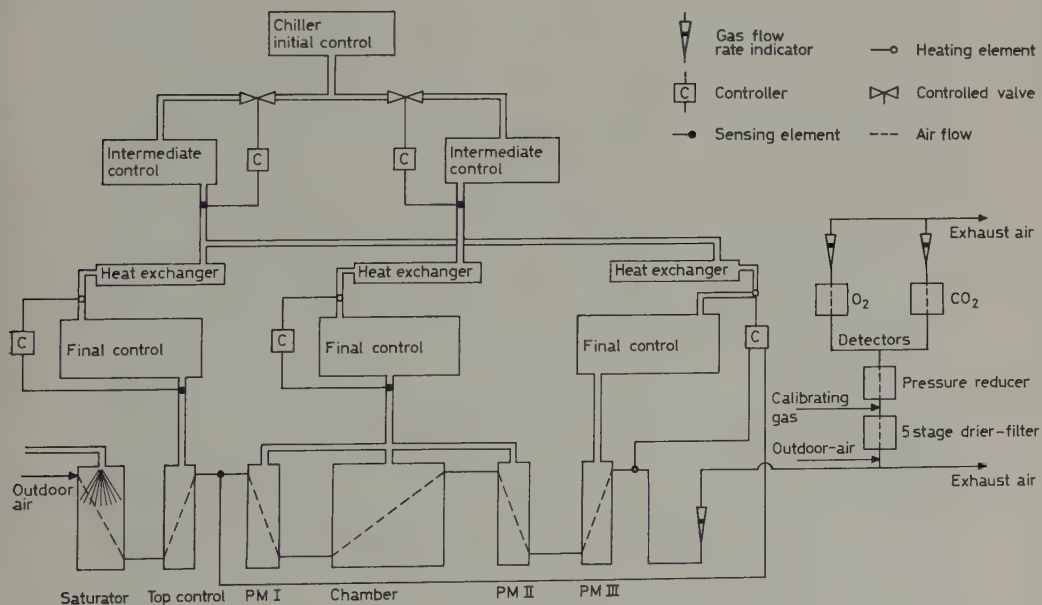 Chiller
initial control
Gas flow
rate indicator
Heating element
C
Controller
Controlled valve
Sensing element
Air flow
Intermediate
control
C
C
Intermediate
control
Exhaust air
Heat exchanger
Heat exchanger
Heat exchanger
O2
CO2
C
Final control
C
Final control
Final control
C
Detectors
Pressure reducer
Calibrating
gas
5 stage drier-filter
Outdoor-air
Outdoor
air
Exhaust air
Saturator
Top control
PM I
Chamber
PM II
PM III